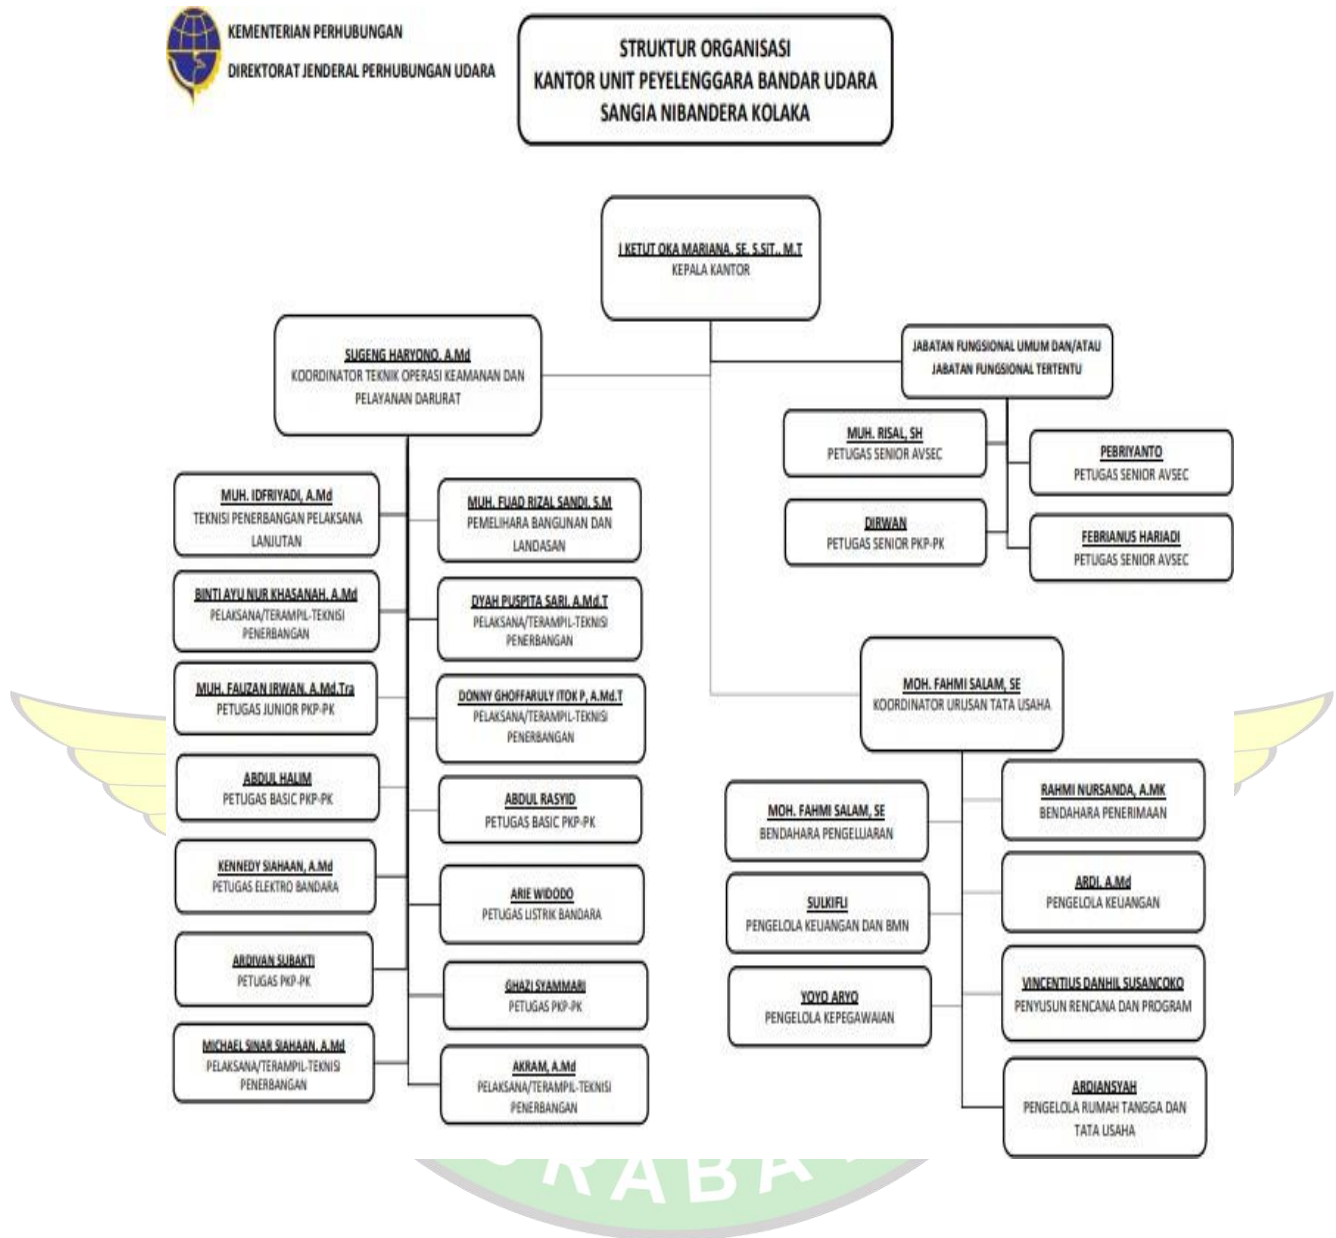 KEMENTERIAN PERHUBUNGAN
DIREKTORAT JENDERAL PERHUBUNGAN UDARA
STRUKTUR ORGANISASI
KANTOR UNIT PEYELENGGARA BANDAR UDARA
SANGIA NIBANDERA KOLAKA
I KETUT OKA MARIANA. SE. S.SiT., M.T
KEPALA KANTOR
SUGENG HARYONO. A.Md
KOORDINATOR TEKNIK OPERASI KEAMANAN DAN
PELAYANAN DARURAT
JABATAN FUNGSIONAL UMUM DAN/ATAU
JABATAN FUNGSIONAL TERTENTU
MUH. RISAL, SH
PETUGAS SENIOR AVSEC
PEBRIYANTO
PETUGAS SENIOR AVSEC
DIRWAN
PETUGAS SENIOR PKP-PK
FEBRIANUS HARIADI
PETUGAS SENIOR AVSEC
MUH. IDFRIYADI, A.Md
TEKNISI PENERBANGAN PELAKSANA
LANJUTAN
MUH. FUAD RIZAL SANDI, S.M
PEMELIHARA BANGUNAN DAN
LANDASAN
BINTI AYU NUR KHASANAH. A.Md
PELAKSANA/TERAMPIL-TEKNISI
PENERBANGAN
DYAH PUSPITA SARI. A.Md.T
PELAKSANA/TERAMPIL-TEKNISI
PENERBANGAN
MUH. FAUZAN IRWAN. A.Md.Tra
PETUGAS JUNIOR PKP-PK
DONNY GHOFFARULY ITOK P, A.Md.T
PELAKSANA/TERAMPIL-TEKNISI
PENERBANGAN
ABDUL HALIM
PETUGAS BASIC PKP-PK
ABDUL RASYID
PETUGAS BASIC PKP-PK
KENNEDY SIAHAAN, A.Md
PETUGAS ELEKTRO BANDARA
ARIE WIDODO
PETUGAS LISTRIK BANDARA
ARDIVAN SUBAKTI
PETUGAS PKP-PK
GHAZI SYAMMARI
PETUGAS PKP-PK
MICHAEL SINAR SIAHAAN. A.Md
PELAKSANA/TERAMPIL-TEKNISI
PENERBANGAN
AKRAM, A.Md
PELAKSANA/TERAMPIL-TEKNISI
PENERBANGAN
MOH. FAHMI SALAM, SE
KOORDINATOR URUSAN TATA USAHA
MOH. FAHMI SALAM, SE
BENDAHARA PENGELUARAN
RAHMI NURSANDA, A.MK
BENDAHARA PENERIMAAN
SULKIFLI
PENGELOLA KEUANGAN DAN BMN
ARDI. A.Md
PENGELOLA KEUANGAN
YOYO ARYO
PENGELOLA KEPEGAWAIAN
VINCENTIUS DANHIL SUSANCOKO
PENYUSUN RENCANA DAN PROGRAM
ARDIANSYAH
PENGELOLA RUMAH TANGGA DAN
TATA USAHA